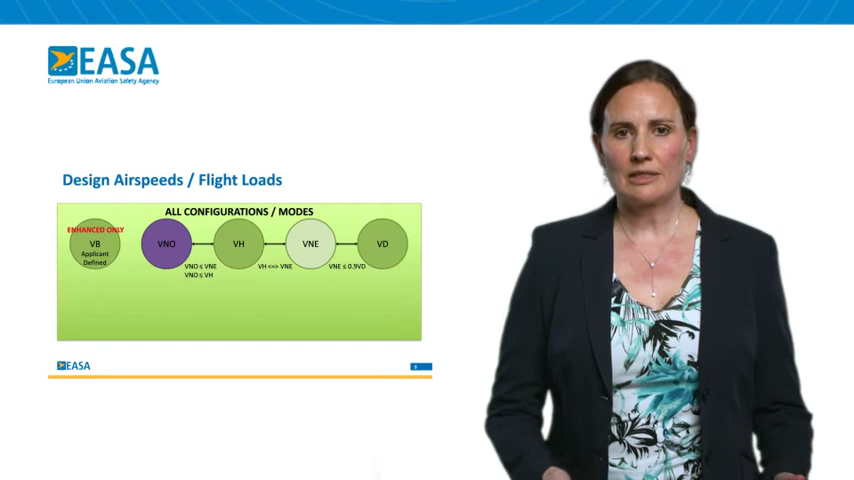 EASA
European Union Aviation Safety Agency
Design Airspeeds / Flight Loads
ALL CONFIGURATIONS / MODES
ENHANCED ONLY
VB
Applicant
Defined
VNO
VH
VNE
VD
VNO ≤ VNE
VNO ≤ VH
VH <=> VNE
VNE ≤ 0.9VD
EASA